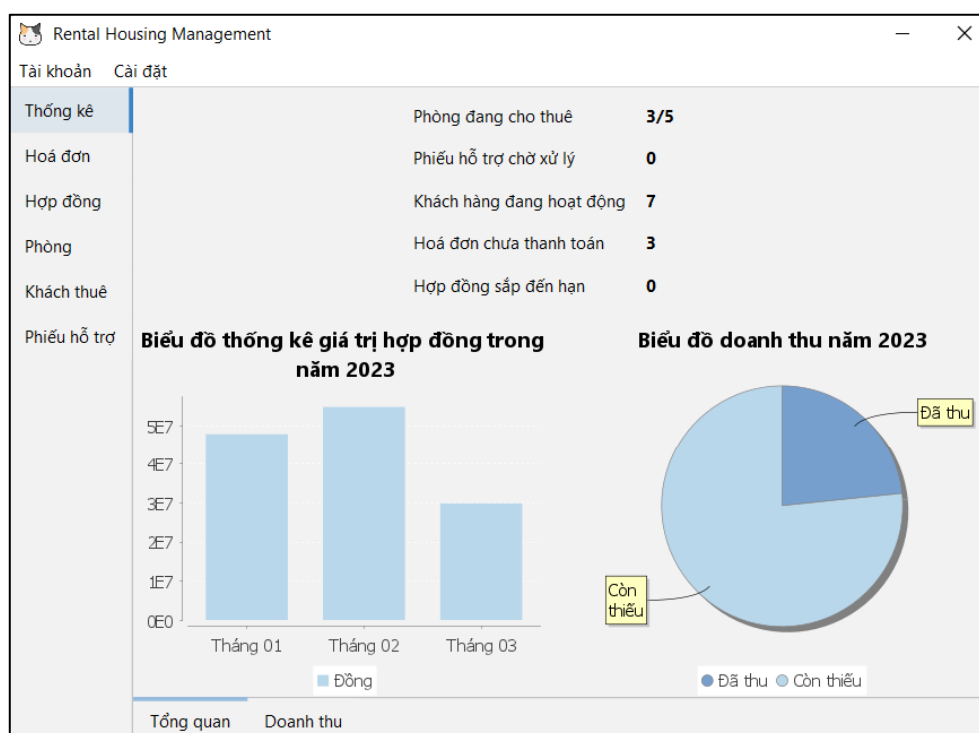 Rental Housing Management
Tài khoản Cài đặt
Thống kê
Hoá đơn
Hợp đồng
Phòng
Khách thuê
Phiếu hỗ trợ
Phòng đang cho thuê 3/5
Phiếu hỗ trợ chờ xử lý 0
Khách hàng đang hoạt động 7
Hoá đơn chưa thanh toán 3
Hợp đồng sắp đến hạn 0
Biểu đồ thống kê giá trị hợp đồng trong
năm 2023
5E7
4E7
3E7
2E7
1E7
0E0
Tháng 01 Tháng 02 Tháng 03
Đồng
Biểu đồ doanh thu năm 2023
Đã thu
Còn
thiếu
Đã thu Còn thiếu
Tổng quan Doanh thu